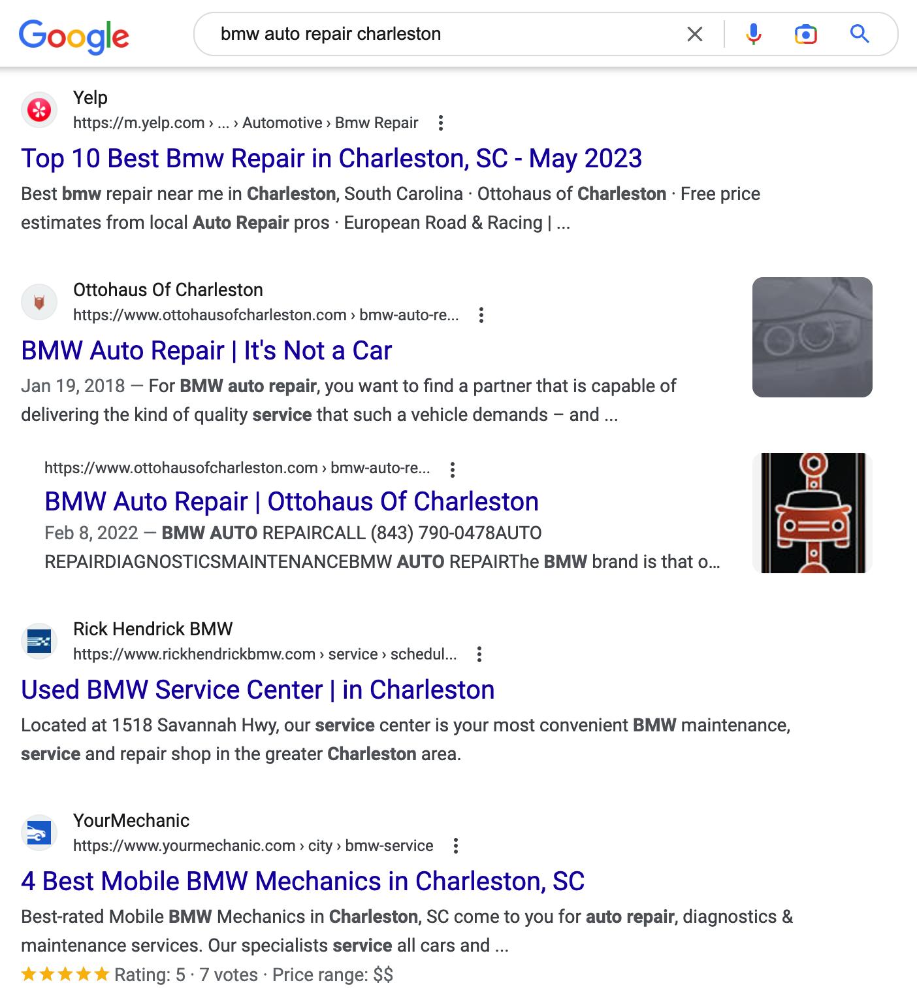 Google
bmw auto repair charleston
Yelp
https://m.yelp.com › ... › Automotive › Bmw Repair
Top 10 Best Bmw Repair in Charleston, SC - May 2023
Best bmw repair near me in Charleston, South Carolina · Ottohaus of Charleston · Free price
estimates from local Auto Repair pros · European Road & Racing | ...
Ottohaus Of Charleston
https://www.ottohausofcharleston.com › bmw-auto-re...
BMW Auto Repair | It's Not a Car
Jan 19, 2018 — For BMW auto repair, you want to find a partner that is capable of
delivering the kind of quality service that such a vehicle demands – and ...
https://www.ottohausofcharleston.com › bmw-auto-re...
BMW Auto Repair | Ottohaus Of Charleston
Feb 8, 2022 — BMW AUTO REPAIRCALL (843) 790-0478AUTO
REPAIRDIAGNOSTICSMAINTENANCEBMW AUTO REPAIRThe BMW brand is that o...
Rick Hendrick BMW
https://www.rickhendrickbmw.com › service › schedul...
Used BMW Service Center | in Charleston
Located at 1518 Savannah Hwy, our service center is your most convenient BMW maintenance,
service and repair shop in the greater Charleston area.
YourMechanic
https://www.yourmechanic.com › city › bmw-service
4 Best Mobile BMW Mechanics in Charleston, SC
Best-rated Mobile BMW Mechanics in Charleston, SC come to you for auto repair, diagnostics &
maintenance services. Our specialists service all cars and ...
Rating: 5 · 7 votes · Price range: $$